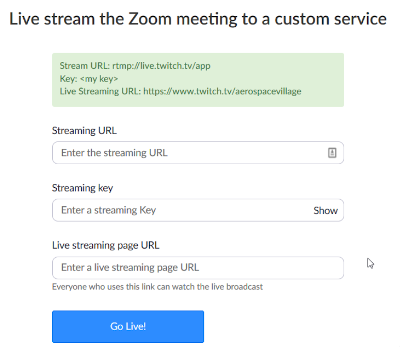 Live stream the Zoom meeting to a custom service
Stream URL: rtmp://live.twitch.tv/app
Key: <my key>
Live Streaming URL: https://www.twitch.tv/aerospacevillage
Streaming URL
Enter the streaming URL
Streaming key
Enter a streaming Key Show
Live streaming page URL
Enter a live streaming page URL
Everyone who uses this link can watch the live broadcast
Go Live!